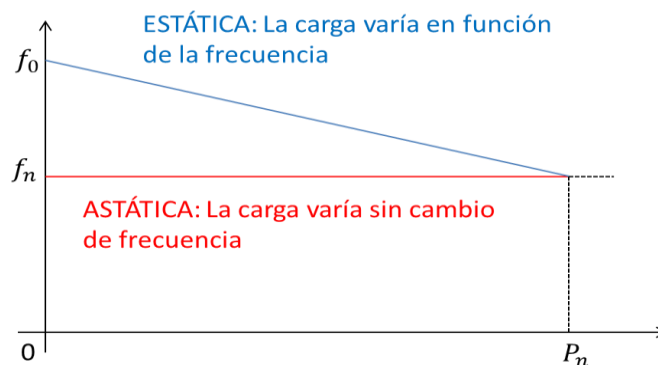 ESTÁTICA: La carga varía en función
de la frecuencia
f0
fn
ASTÁTICA: La carga varía sin cambio
de frecuencia
0
Pn